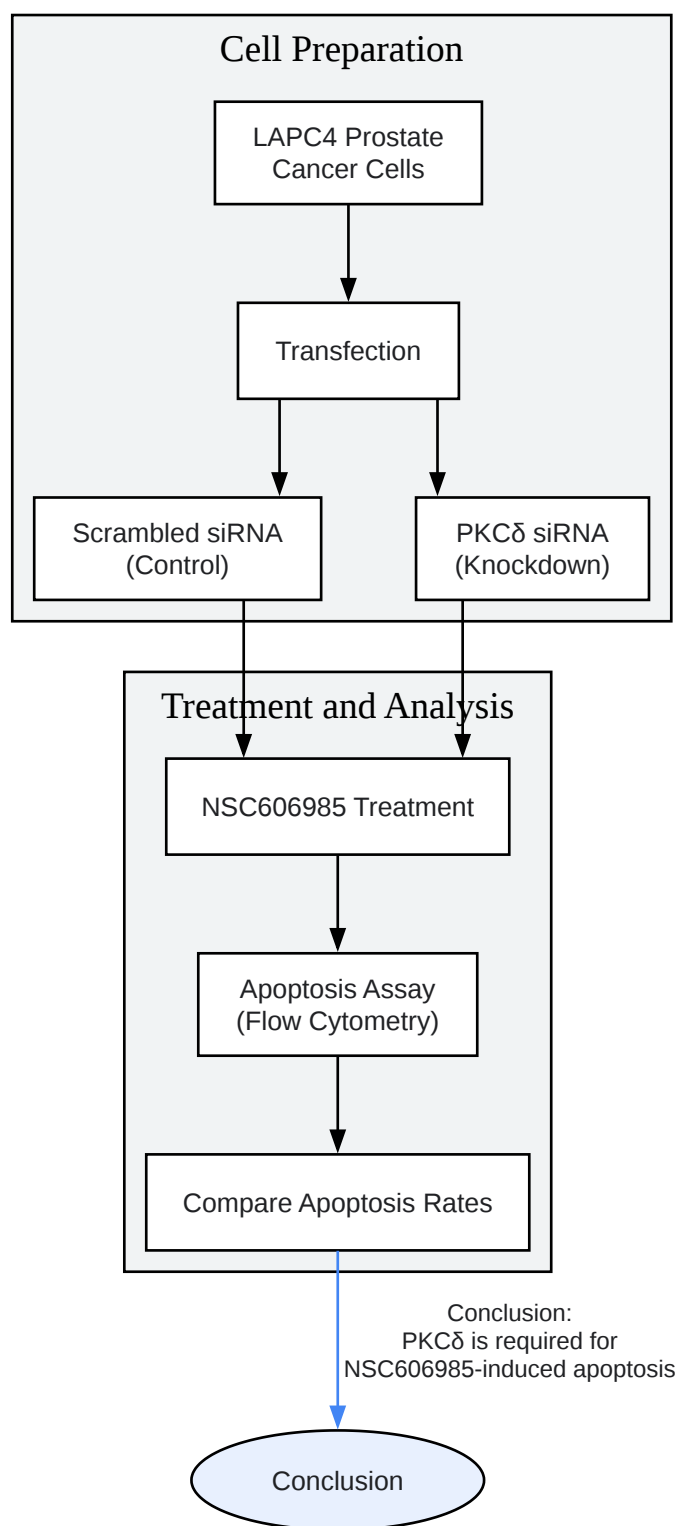 Cell Preparation
LAPC4 Prostate
Cancer Cells
Transfection
Scrambled siRNA
(Control)
PKCδ siRNA
(Knockdown)
Treatment and Analysis
NSC606985 Treatment
Apoptosis Assay
(Flow Cytometry)
Compare Apoptosis Rates
Conclusion:
PKCδ is required for
NSC606985-induced apoptosis
Conclusion